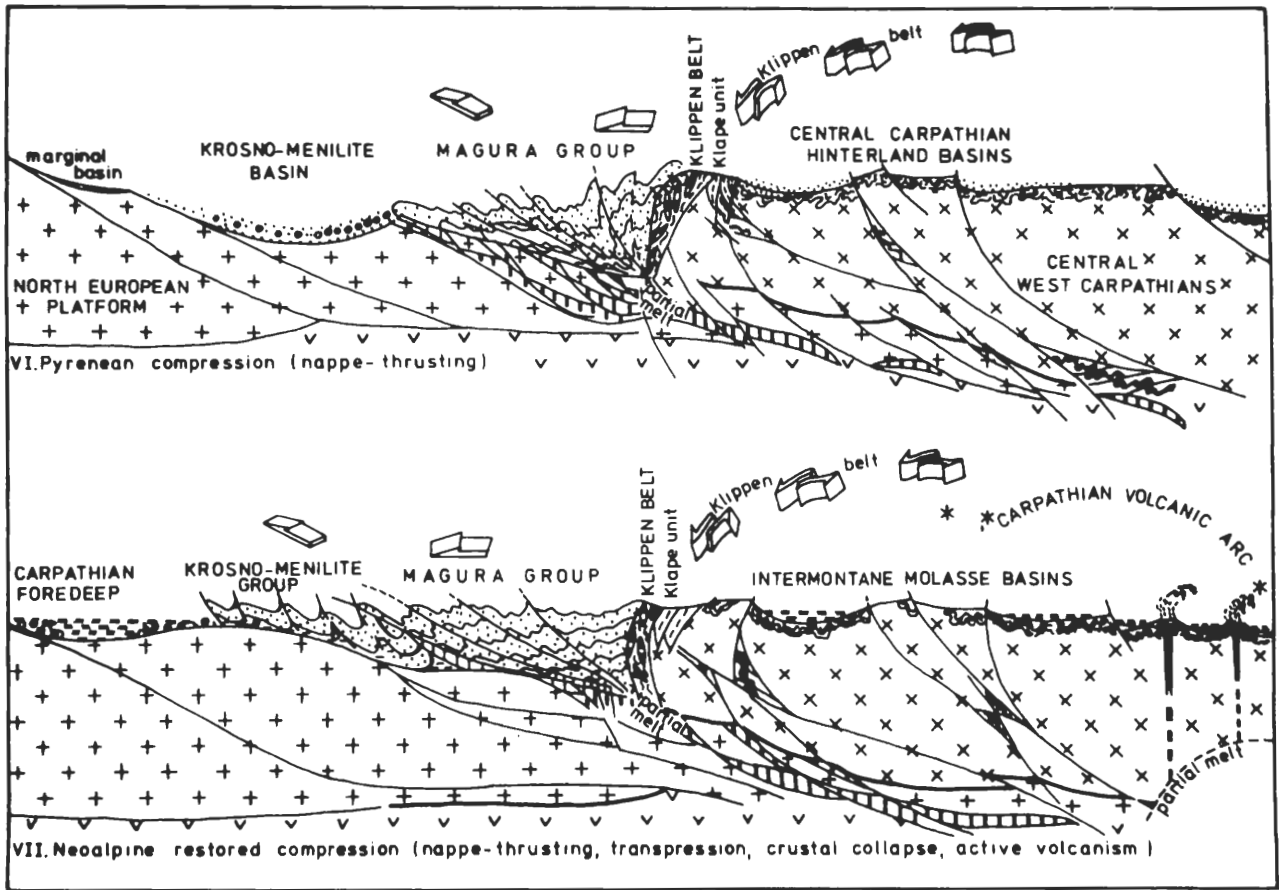 Klippen belt
KLIPPEN BELT
Klape unit
marginal
basin
KROSNO-MENILITE
BASIN
MAGURA GROUP
CENTRAL CARPATHIAN
HINTERLAND BASINS
NORTH EUROPEAN
PLATFORM
CENTRAL
WEST CARPATHIANS
partial
melt
VI. Pyrenean compression (nappe-thrusting)
Klippen belt
KLIPPEN BELT
Klape unit
CARPATHIAN VOLCANIC ARC
CARPATHIAN
FOREDEEP
KROSNO-MENILITE
GROUP
MAGURA GROUP
INTERMONTANE MOLASSE BASINS
partial
melt
partial melt
VII. Neoalpine restored compression (nappe-thrusting, transpression, crustal collapse, active volcanism)